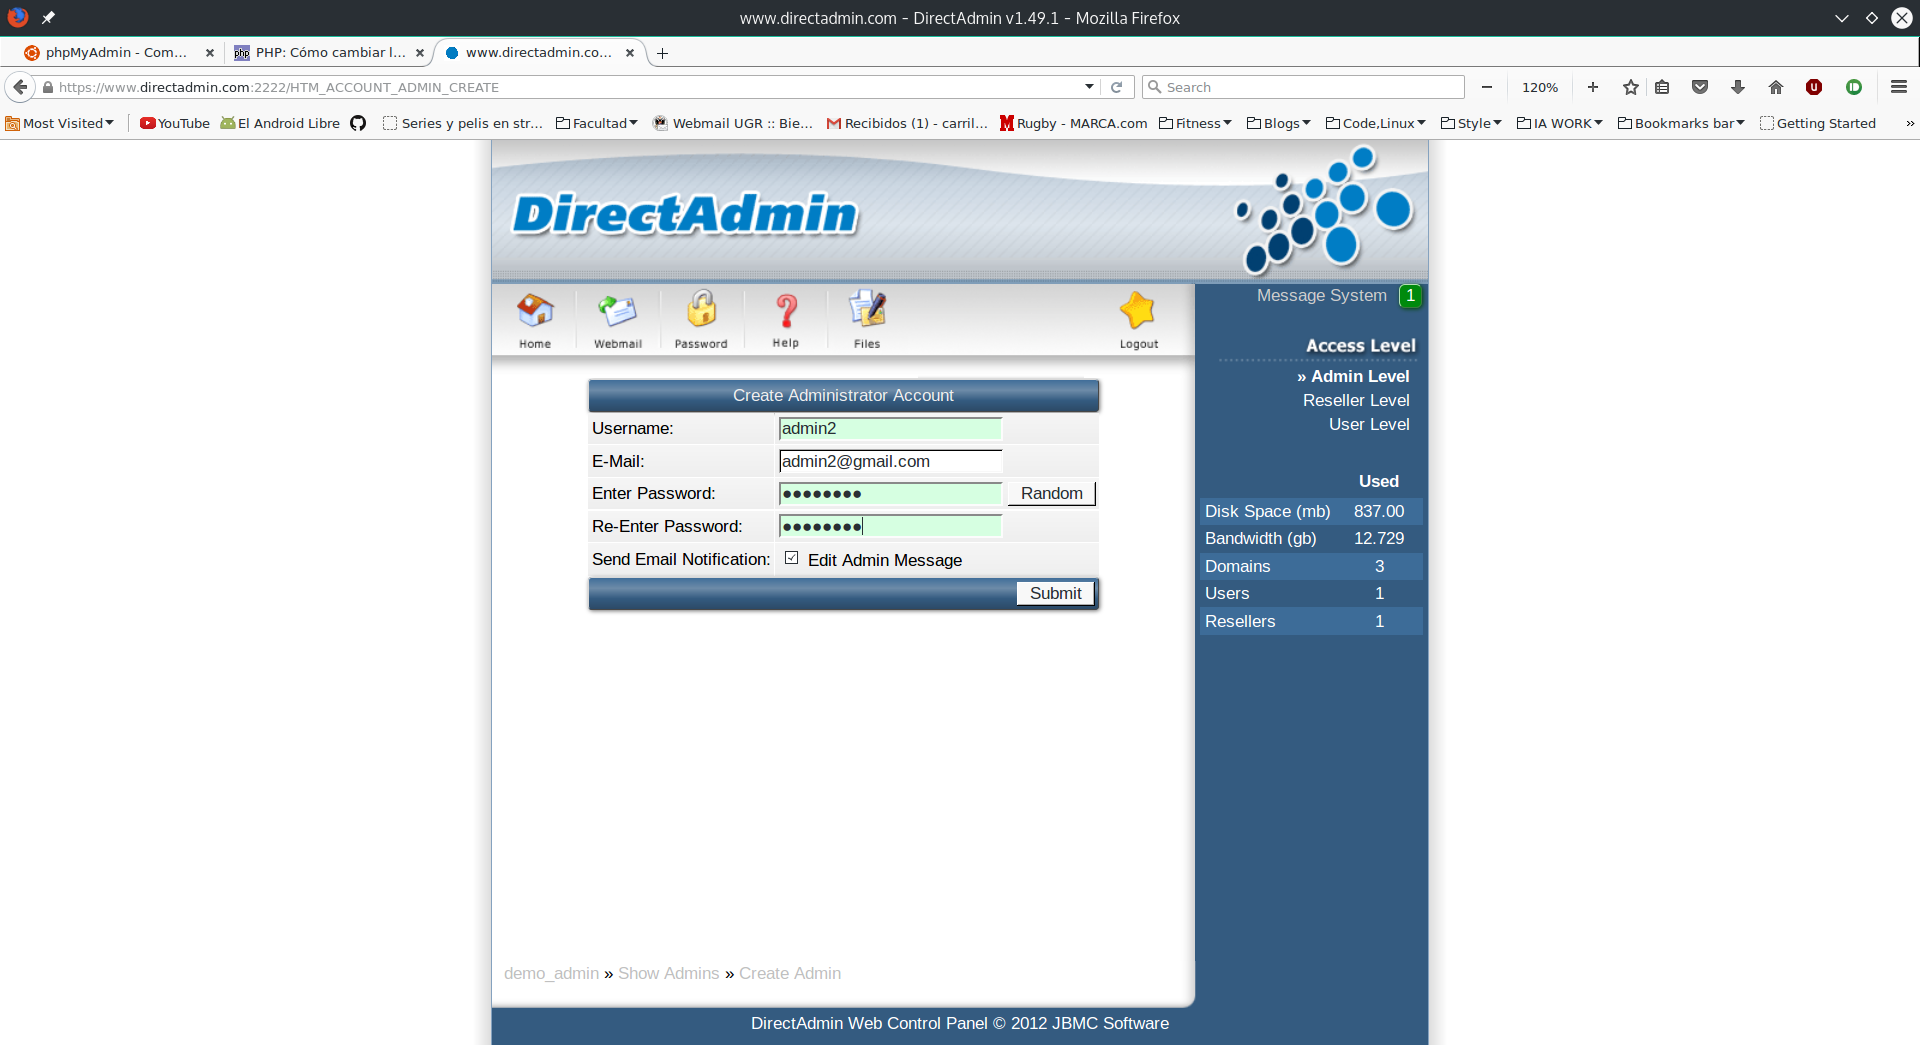 www.directadmin.com - DirectAdmin v1.49.1 - Mozilla Firefox
phpMyAdmin - Com... PHP: Cómo cambiar l... www.directadmin.co...
https://www.directadmin.com:2222/HTM_ACCOUNT_ADMIN_CREATE Search 120%
Most Visited YouTube El Android Libre Series y pelis en str... Facultad Webmail UGR :: Bie... Recibidos (1) - carril... Rugby - MARCA.com Fitness Blogs Code,Linux Style IA WORK Bookmarks bar Getting Started »
DirectAdmin
Home Webmail Password Help Files Logout
Message System 1
Access Level
» Admin Level
Reseller Level
User Level
Used
Disk Space (mb) 837.00
Bandwidth (gb) 12.729
Domains 3
Users 1
Resellers 1
Create Administrator Account
Username: admin2
E-Mail: admin2@gmail.com
Enter Password: ●●●●●●●● Random
Re-Enter Password: ●●●●●●●●
Send Email Notification: Edit Admin Message
Submit
demo_admin » Show Admins » Create Admin
DirectAdmin Web Control Panel © 2012 JBMC Software